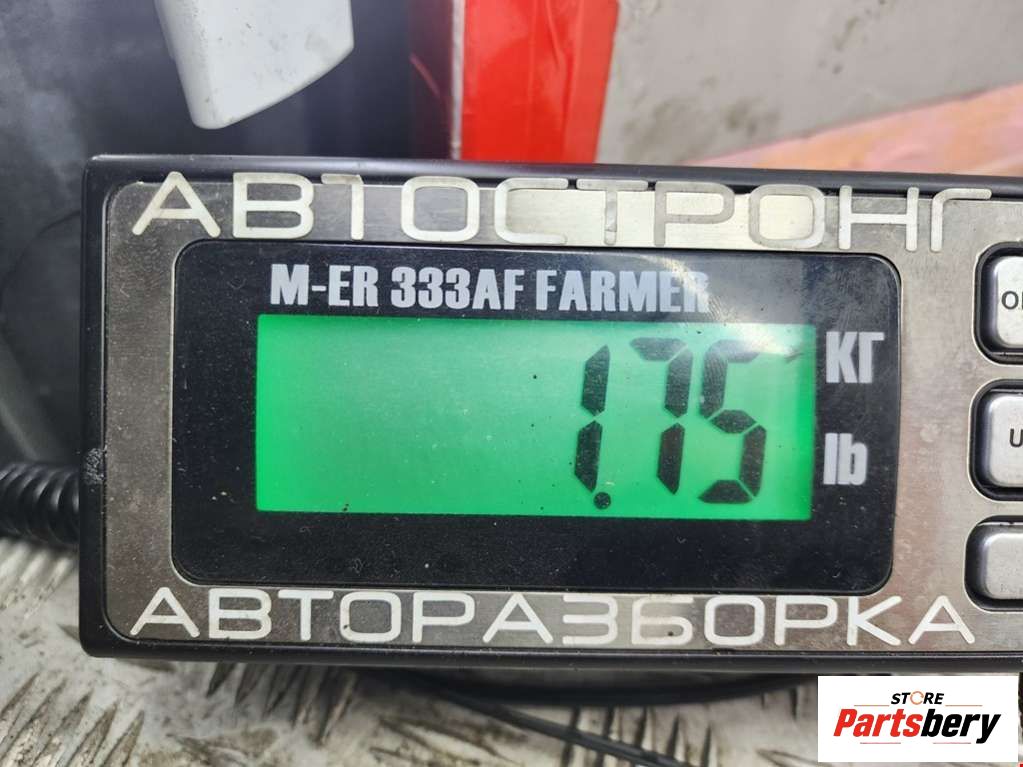 АВТОСТРОНГ
M-ER 333AF FARMER
1.75
КГ
lb
АВТОРАЗБОРКА
STORE
Partsbery